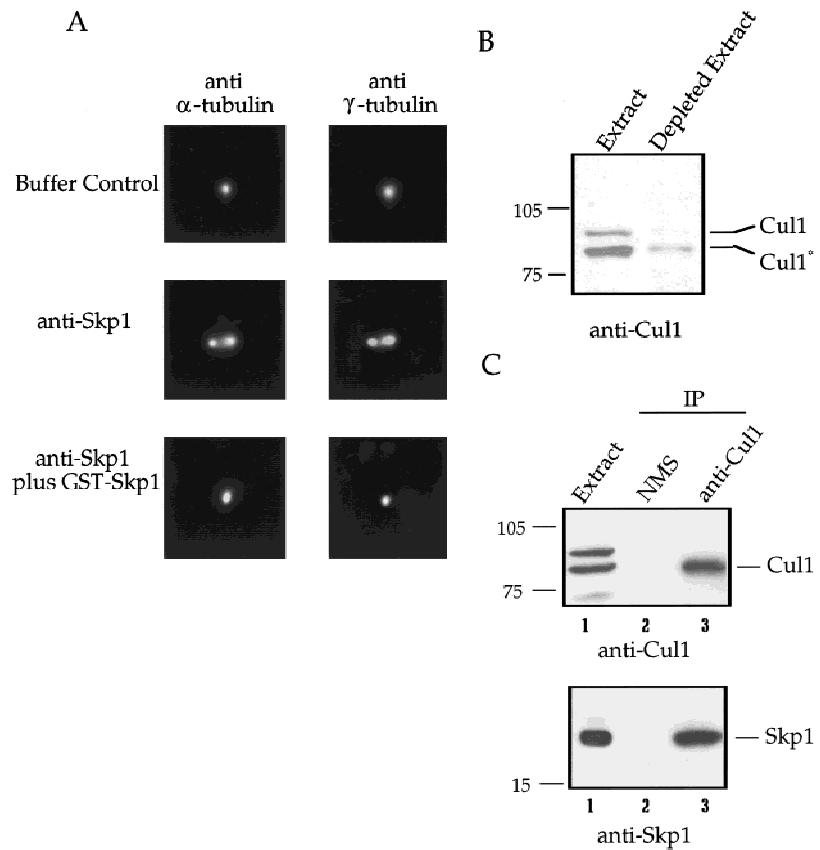 A
anti
α-tubulin
anti
γ-tubulin
Buffer Control
anti-Skp1
anti-Skp1
plus GST-Skp1
B
Extract
Depleted Extract
105
75
Cul1
Cul1*
anti-Cul1
C
IP
Extract
NMS
anti-Cul1
105
75
Cul1
1 2 3
anti-Cul1
Skp1
15
1 2 3
anti-Skp1